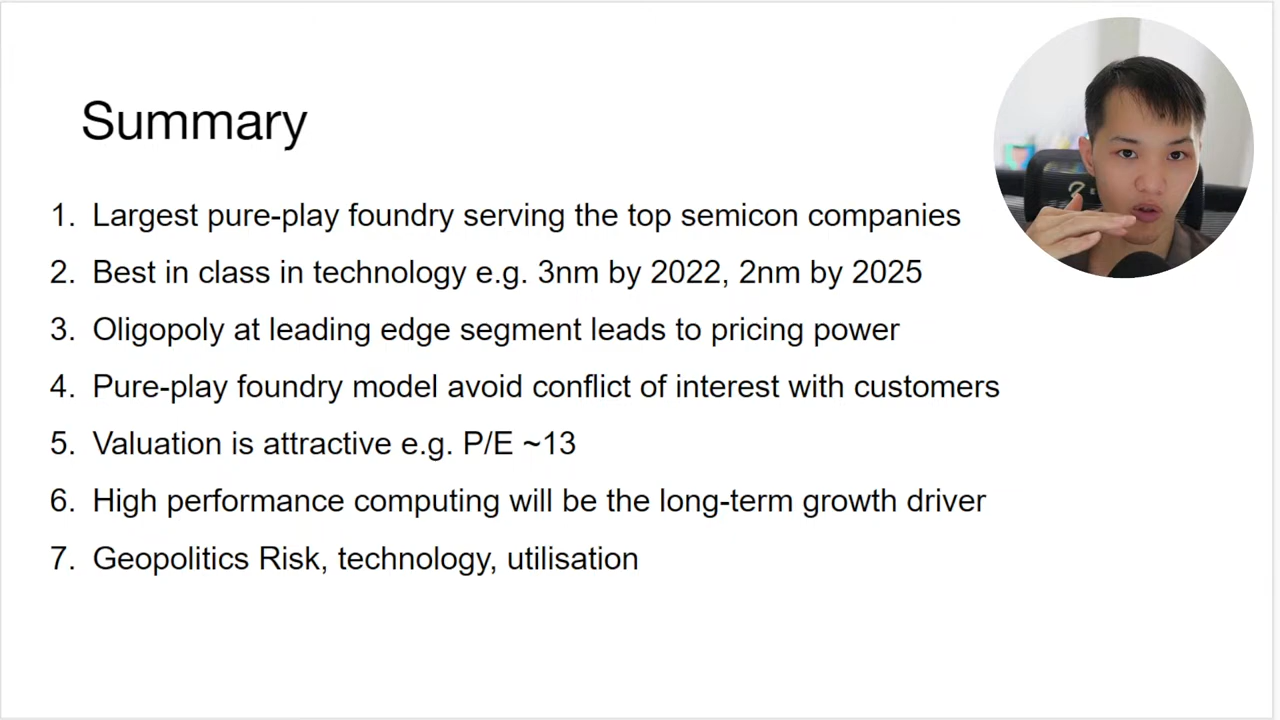 Summary
1. Largest pure-play foundry serving the top semicon companies
2. Best in class in technology e.g. 3nm by 2022, 2nm by 2025
3. Oligopoly at leading edge segment leads to pricing power
4. Pure-play foundry model avoid conflict of interest with customers
5. Valuation is attractive e.g. P/E ~13
6. High performance computing will be the long-term growth driver
7. Geopolitics Risk, technology, utilisation